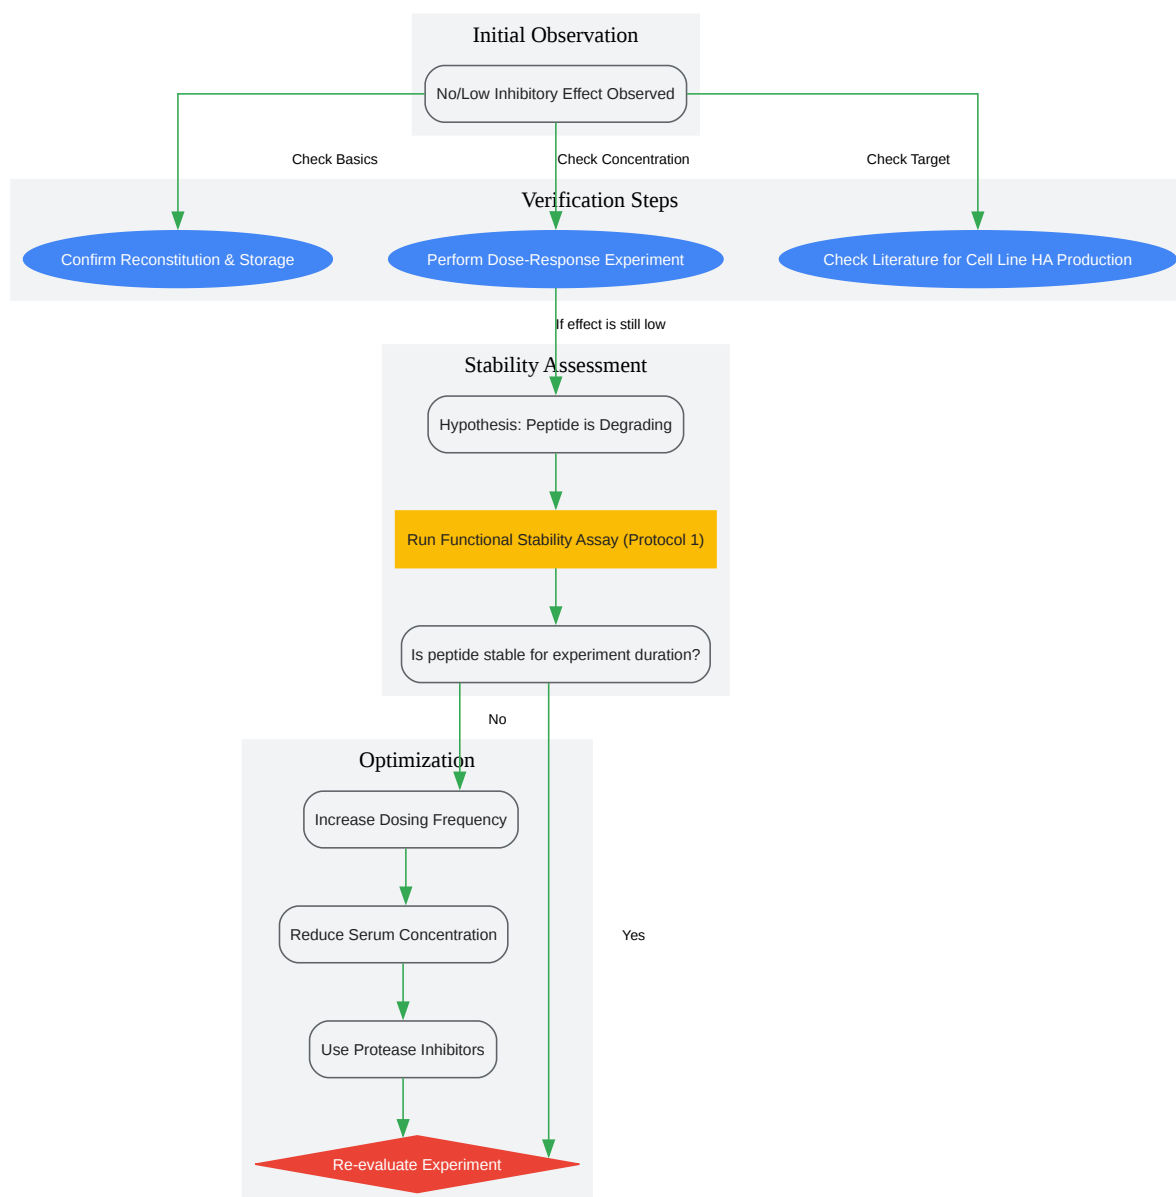 Initial Observation
No/Low Inhibitory Effect Observed
Check Basics
Check Concentration
Check Target
Verification Steps
Confirm Reconstitution & Storage
Perform Dose-Response Experiment
Check Literature for Cell Line HA Production
If effect is still low
Stability Assessment
Hypothesis: Peptide is Degrading
Run Functional Stability Assay (Protocol 1)
Is peptide stable for experiment duration?
No
Optimization
Increase Dosing Frequency
Reduce Serum Concentration
Yes
Use Protease Inhibitors
Re-evaluate Experiment